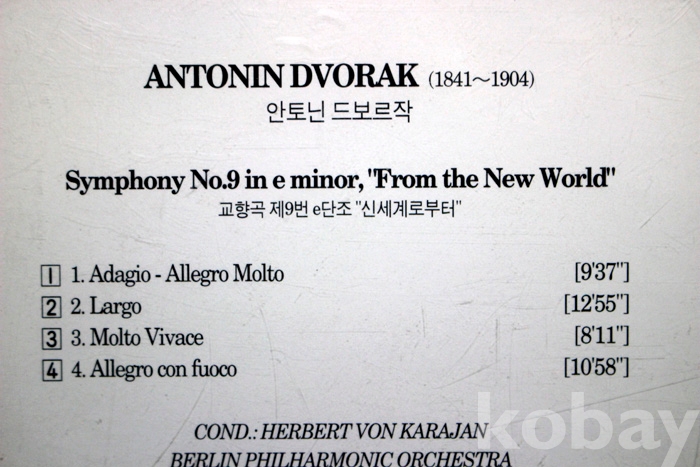 ANTONIN DVORAK (1841~1904)
안토닌 드보르작
Symphony No.9 in e minor, "From the New World"
교향곡 제9번 e단조 "신세계로부터"
1 1. Adagio - Allegro Molto [9'37"]
2 2. Largo [12'55"]
3 3. Molto Vivace [8'11"]
4 4. Allegro con fuoco [10'58"]
COND.: HERBERT VON KARAJAN
BERLIN PHILHARMONIC ORCHESTRA
kobay